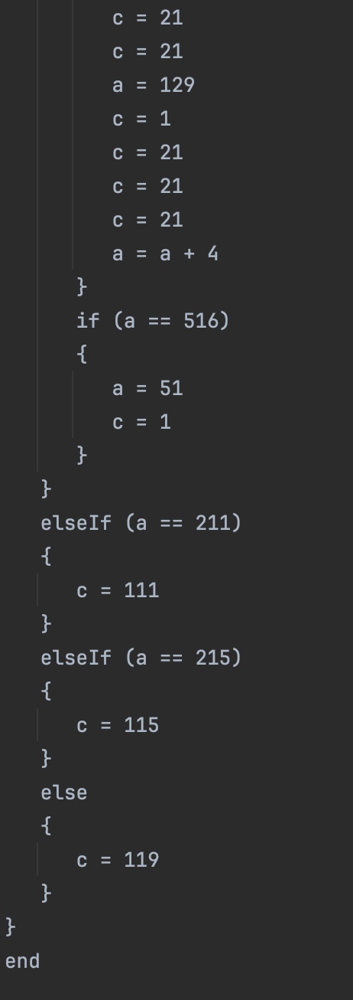 c = 21
c = 21
a = 129
c = 1
c = 21
c = 21
c = 21
a = a + 4
}
if (a == 516)
{
a = 51
c = 1
}
}
elseIf (a == 211)
{
c = 111
}
elseIf (a == 215)
{
c = 115
}
else
{
c = 119
}
}
end